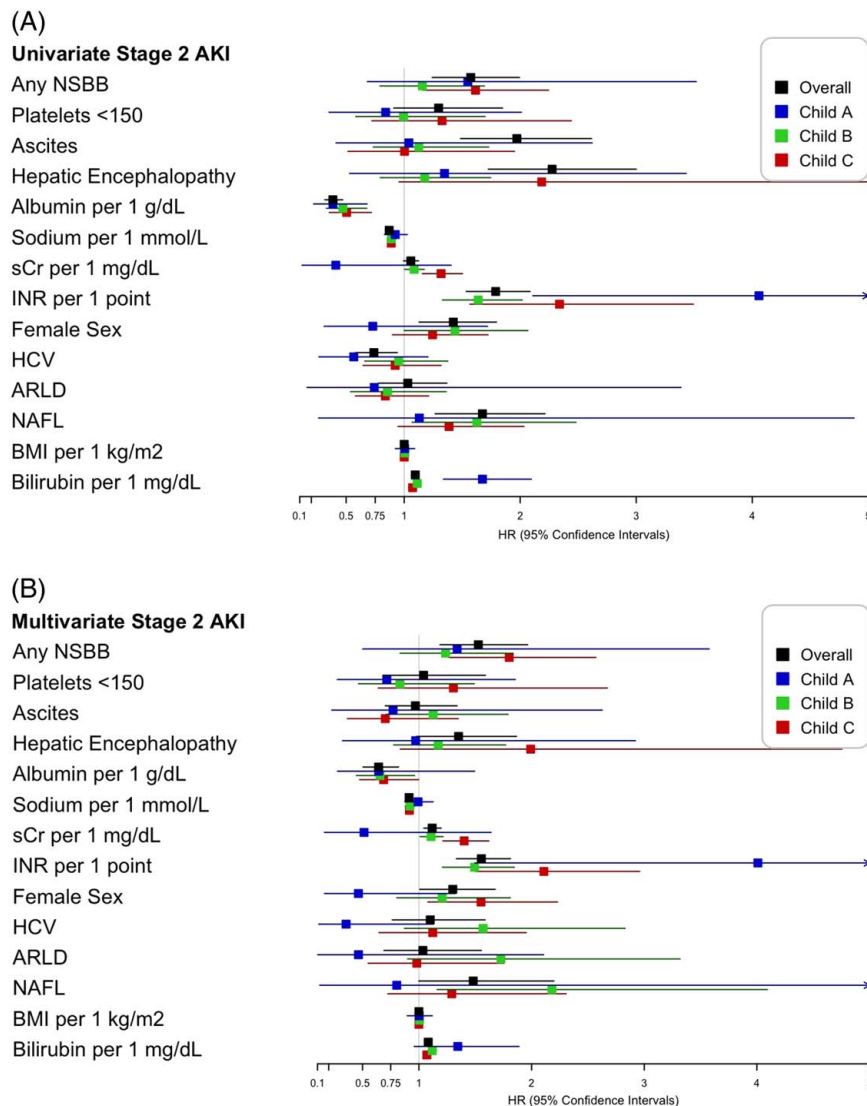 (A)
Univariate Stage 2 AKI
Any NSBB
Platelets <150
Ascites
Hepatic Encephalopathy
Albumin per 1 g/dL
Sodium per 1 mmol/L
sCr per 1 mg/dL
INR per 1 point
Female Sex
HCV
ARLD
NAFL
BMI per 1 kg/m2
Bilirubin per 1 mg/dL
Overall
Child A
Child B
Child C
0.1 0.5 0.75 1 2 3 4 5
HR (95% Confidence Intervals)
(B)
Multivariate Stage 2 AKI
Any NSBB
Platelets <150
Ascites
Hepatic Encephalopathy
Albumin per 1 g/dL
Sodium per 1 mmol/L
sCr per 1 mg/dL
INR per 1 point
Female Sex
HCV
ARLD
NAFL
BMI per 1 kg/m2
Bilirubin per 1 mg/dL
Overall
Child A
Child B
Child C
0.1 0.5 0.75 1 2 3 4
HR (95% Confidence Intervals)